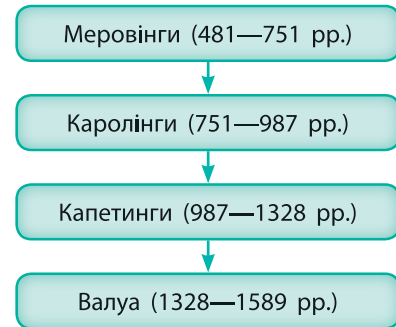 Меровінги (481—751 рр.)
Каролінги (751—987 рр.)
Капетинги (987—1328 рр.)
Валуа (1328—1589 рр.)